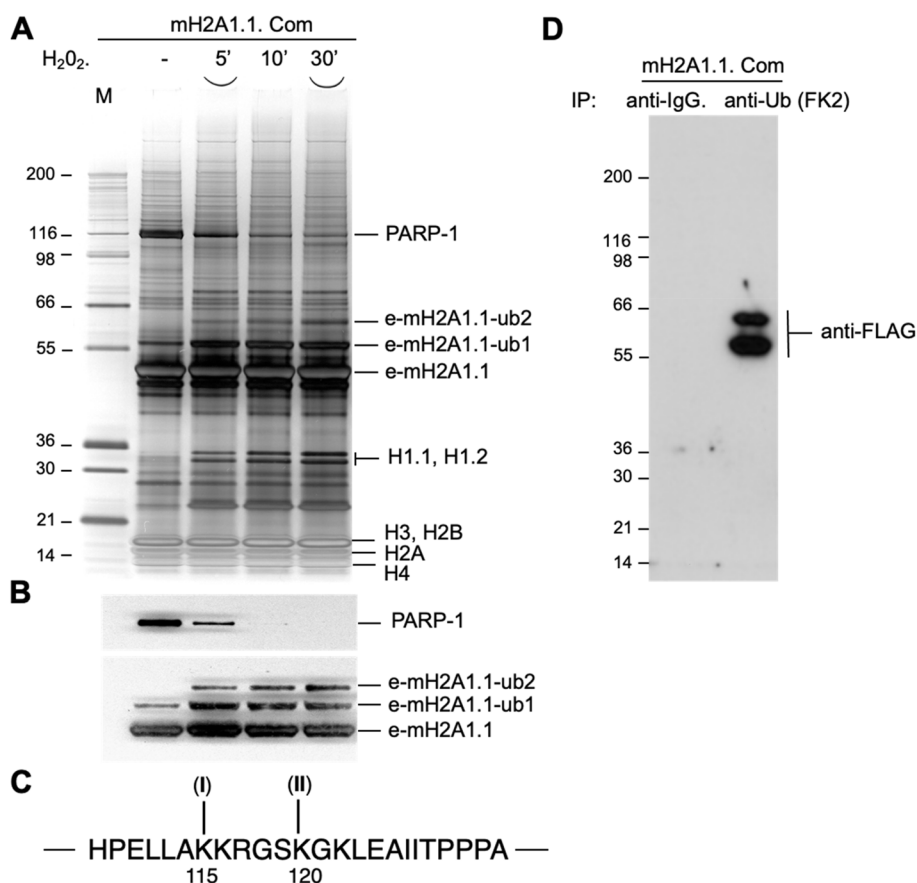 A
mH2A1.1. Com
H₂0₂. - 5’ 10’ 30’
M
200
116
98
66
55
36
30
21
14
PARP-1
e-mH2A1.1-ub2
e-mH2A1.1-ub1
e-mH2A1.1
H1.1, H1.2
H3, H2B
H2A
H4
B
PARP-1
e-mH2A1.1-ub2
e-mH2A1.1-ub1
e-mH2A1.1
C
(I) (II)
HPELLAKKRGSKGKLEAIITPPPA
115 120
D
mH2A1.1. Com
IP: anti-IgG. anti-Ub (FK2)
200
116
98
66
55
36
30
21
14
anti-FLAG